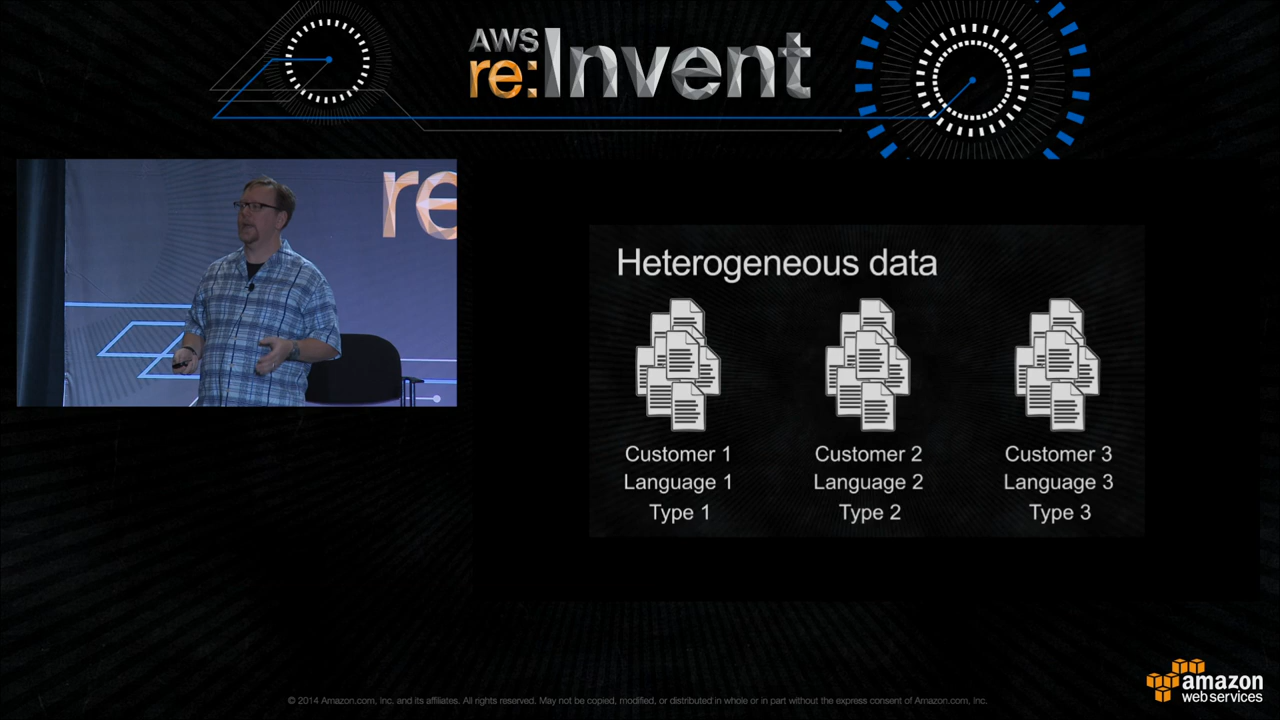 AWS
re:Invent
re
Heterogeneous data
Customer 1
Language 1
Type 1
Customer 2
Language 2
Type 2
Customer 3
Language 3
Type 3
© 2014 Amazon.com, Inc. and its affiliates. All rights reserved. May not be copied, modified, or distributed in whole or in part without the express consent of Amazon.com, Inc.
amazon
web services